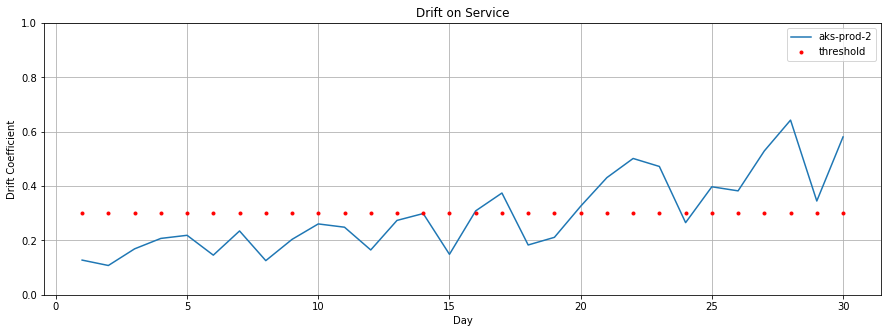 Drift on Service
1.0
0.8
0.6
0.4
0.2
0.0
Drift Coefficient
aks-prod-2
threshold
0
5
10
15
20
25
30
Day